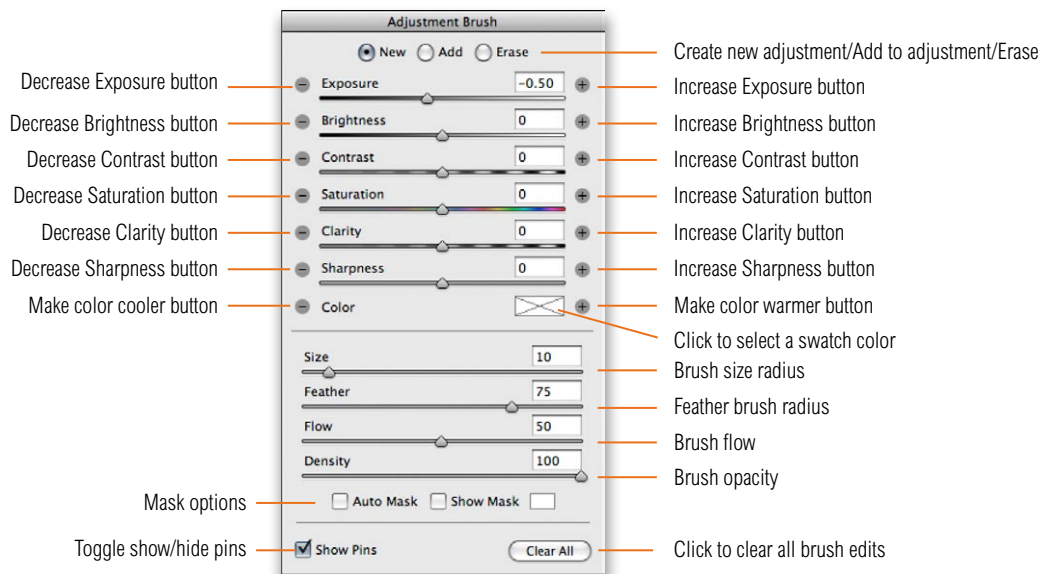 Adjustment Brush
New Add Erase
Create new adjustment/Add to adjustment/Erase
Decrease Exposure button
Exposure -0.50
Increase Exposure button
Decrease Brightness button
Brightness 0
Increase Brightness button
Decrease Contrast button
Contrast 0
Increase Contrast button
Decrease Saturation button
Saturation 0
Increase Saturation button
Decrease Clarity button
Clarity 0
Increase Clarity button
Decrease Sharpness button
Sharpness 0
Increase Sharpness button
Make color cooler button
Color
Make color warmer button
Click to select a swatch color
Size 10
Brush size radius
Feather 75
Feather brush radius
Flow 50
Brush flow
Density 100
Brush opacity
Mask options
Auto Mask Show Mask
Toggle show/hide pins
Show Pins
Clear All
Click to clear all brush edits